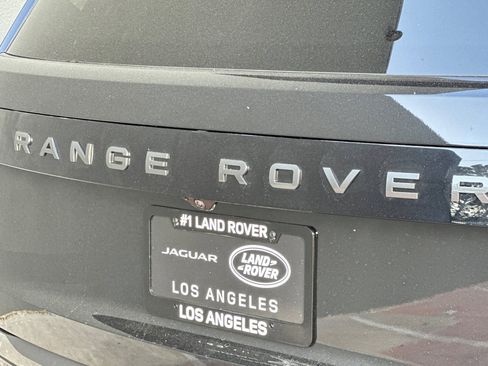 RANGE ROVER
#1 LAND ROVER
JAGUAR
LAND
ROVER
LOS ANGELES
LOS ANGELES